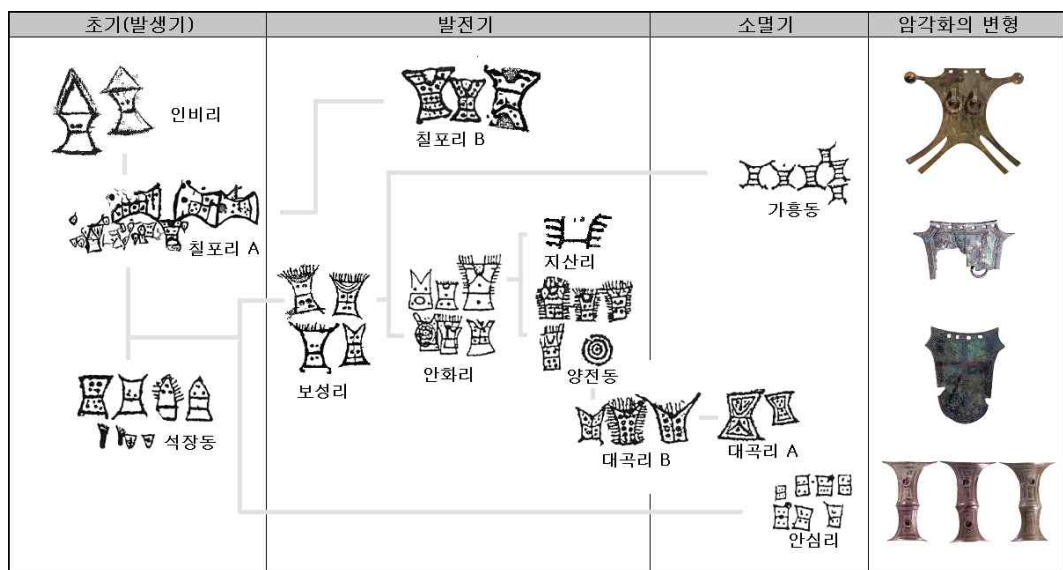 초기(발생기)
발전기
소멸기
암각화의 변형
인비리
칠포리 B
칠포리 A
가흥동
지산리
보성리
안화리
양전동
석장동
대곡리 B
대곡리 A
안심리